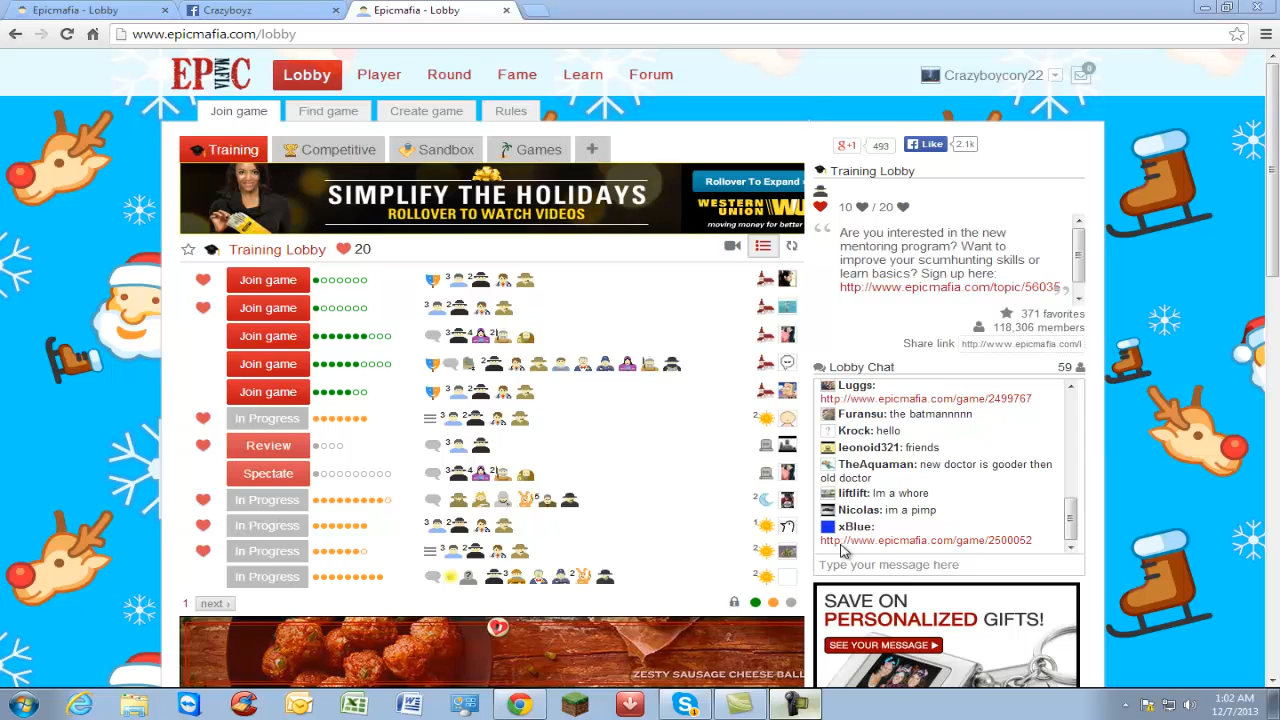 Epicmafia - Lobby
Crazyboyz
Epicmafia - Lobby
www.epicmafia.com/lobby
EPIC MAFIA
Lobby Player Round Fame Learn Forum
Crazyboycory22
0
Join game Find game Create game Rules
Training Competitive Sandbox Games +
g+1 493 Like 2.1k
SIMPLIFY THE HOLIDAYS
ROLLOVER TO WATCH VIDEOS
Rollover To Expand
WESTERN UNION WU
moving money for better
Training Lobby 20
Training Lobby
10 / 20
Are you interested in the new
mentoring program? Want to
improve your scumhunting skills or
learn basics? Sign up here:
http://www.epicmafia.com/topic/56035
371 favorites
118,306 members
Share link http://www.epicmafia.com/l
Join game
Join game
Join game
Join game
Join game
In Progress
Review
Spectate
In Progress
In Progress
In Progress
In Progress
1 next ›
Lobby Chat 59
Luggs:
http://www.epicmafia.com/game/2499767
Furansu: the batmannnnn
Krock: hello
leonoid321: friends
TheAquaman: new doctor is gooder then
old doctor
liftlift: Im a whore
Nicolas: im a pimp
xBlue:
http://www.epicmafia.com/game/2500052
Type your message here
SAVE ON
PERSONALIZED GIFTS!
SEE YOUR MESSAGE
ZESTY SAUSAGE CHEESE BALL
1:02 AM
12/7/2013